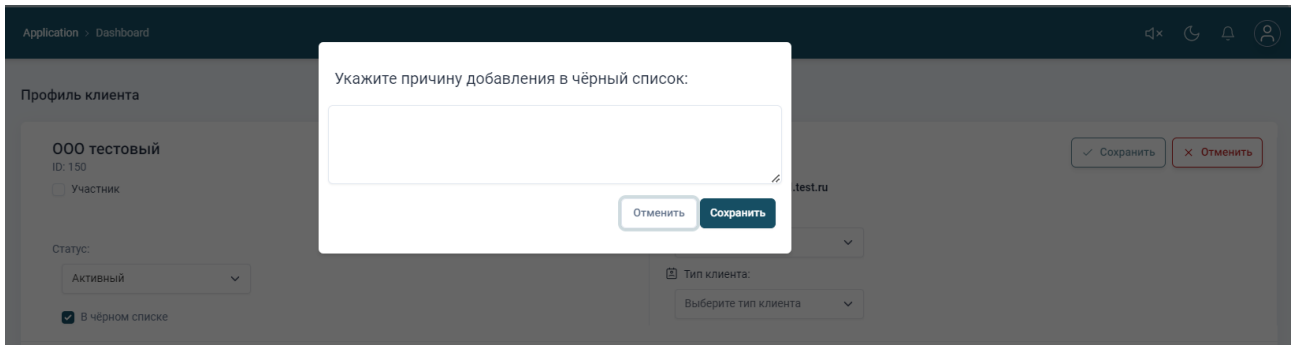 Application > Dashboard
Укажите причину добавления в чёрный список:
Профиль клиента
ООО тестовый
ID: 150
Участник
.test.ru
Сохранить
Отменить
Отменить
Сохранить
Статус:
Активный
В чёрном списке
Тип клиента:
Выберите тип клиента